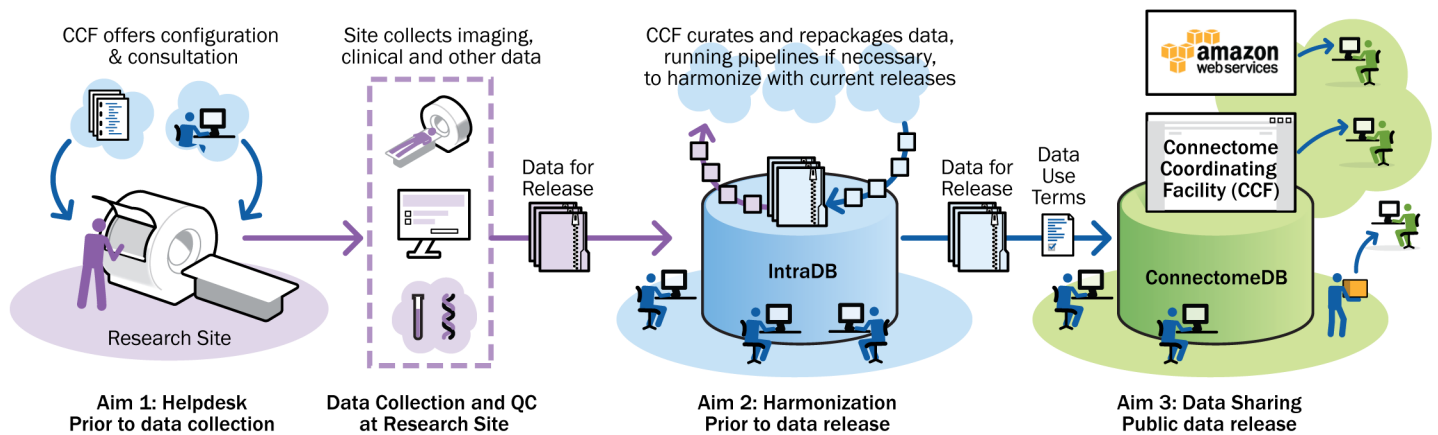 CCF offers configuration
& consultation
Site collects imaging,
clinical and other data
CCF curates and repackages data,
running pipelines if necessary,
to harmonize with current releases
amazon
web services
Connectome
Coordinating
Facility (CCF)
Data for
Release
Data for
Release
Data
Use
Terms
IntraDB
ConnectomeDB
Research Site
Aim 1: Helpdesk
Prior to data collection
Data Collection and QC
at Research Site
Aim 2: Harmonization
Prior to data release
Aim 3: Data Sharing
Public data release